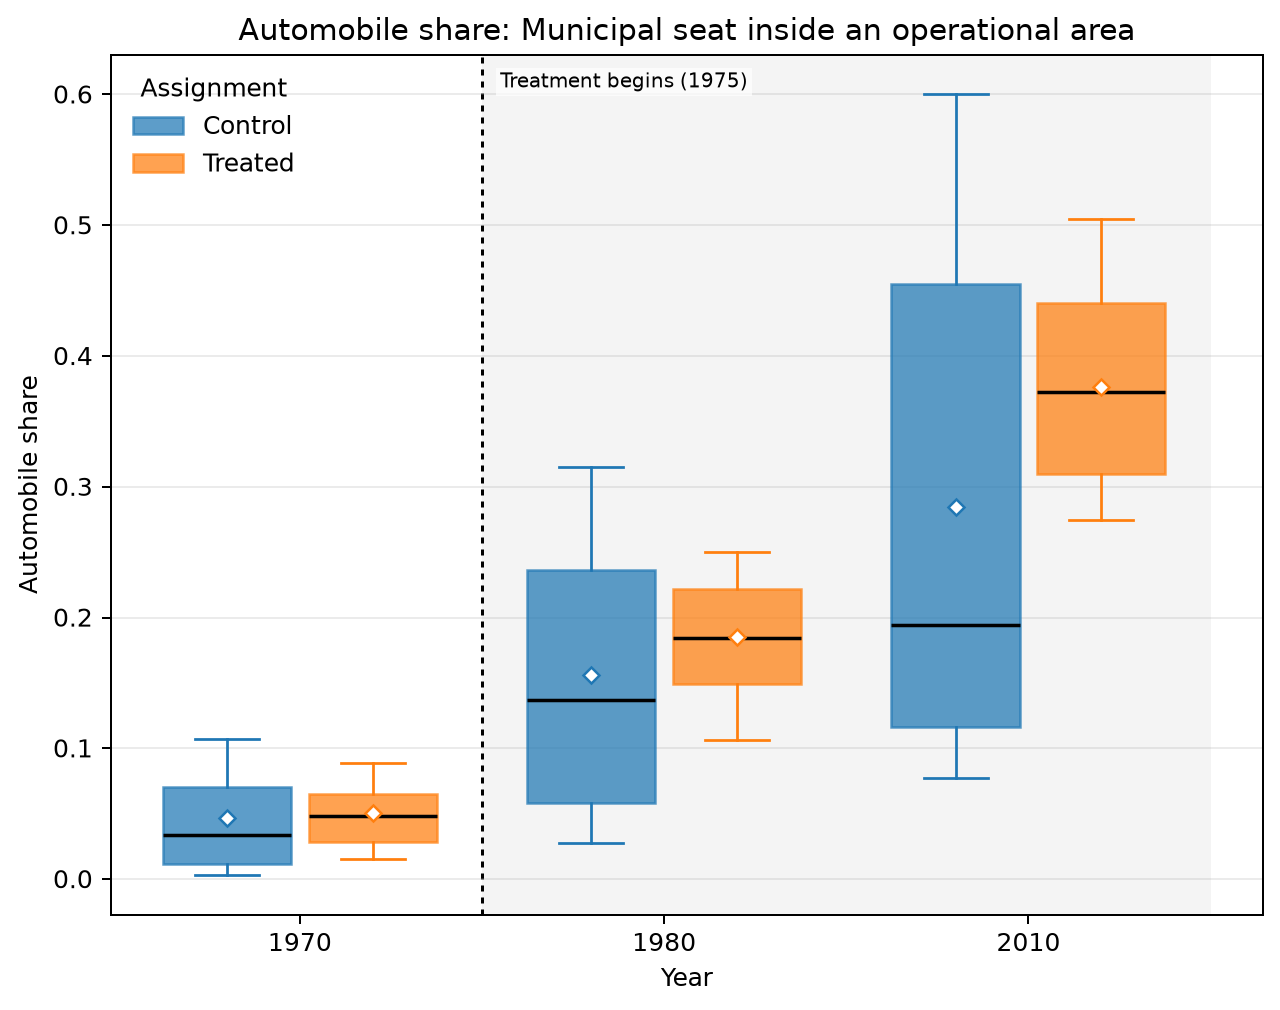 Automobile share: Municipal seat inside an operational area
Assignment
Control
Treated
Treatment begins (1975)
0.6
0.5
0.4
0.3
0.2
0.1
0.0
Automobile share
1970
1980
2010
Year